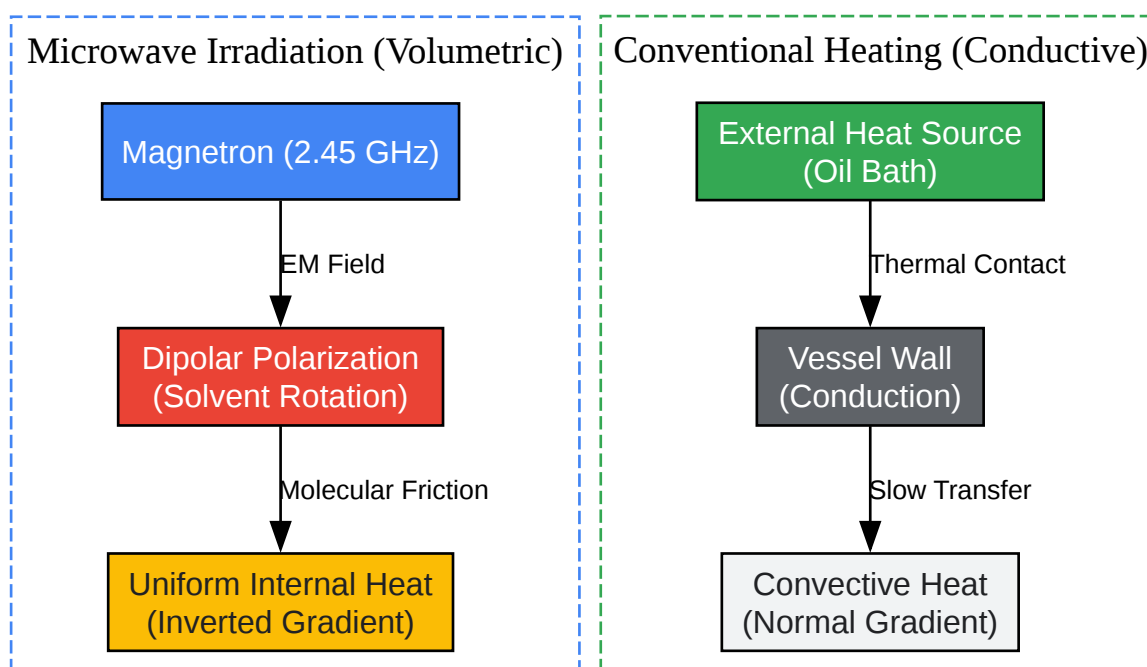 Microwave Irradiation (Volumetric)
Magnetron (2.45 GHz)
EM Field
Dipolar Polarization
(Solvent Rotation)
Molecular Friction
Uniform Internal Heat
(Inverted Gradient)
Conventional Heating (Conductive)
External Heat Source
(Oil Bath)
Thermal Contact
Vessel Wall
(Conduction)
Slow Transfer
Convective Heat
(Normal Gradient)